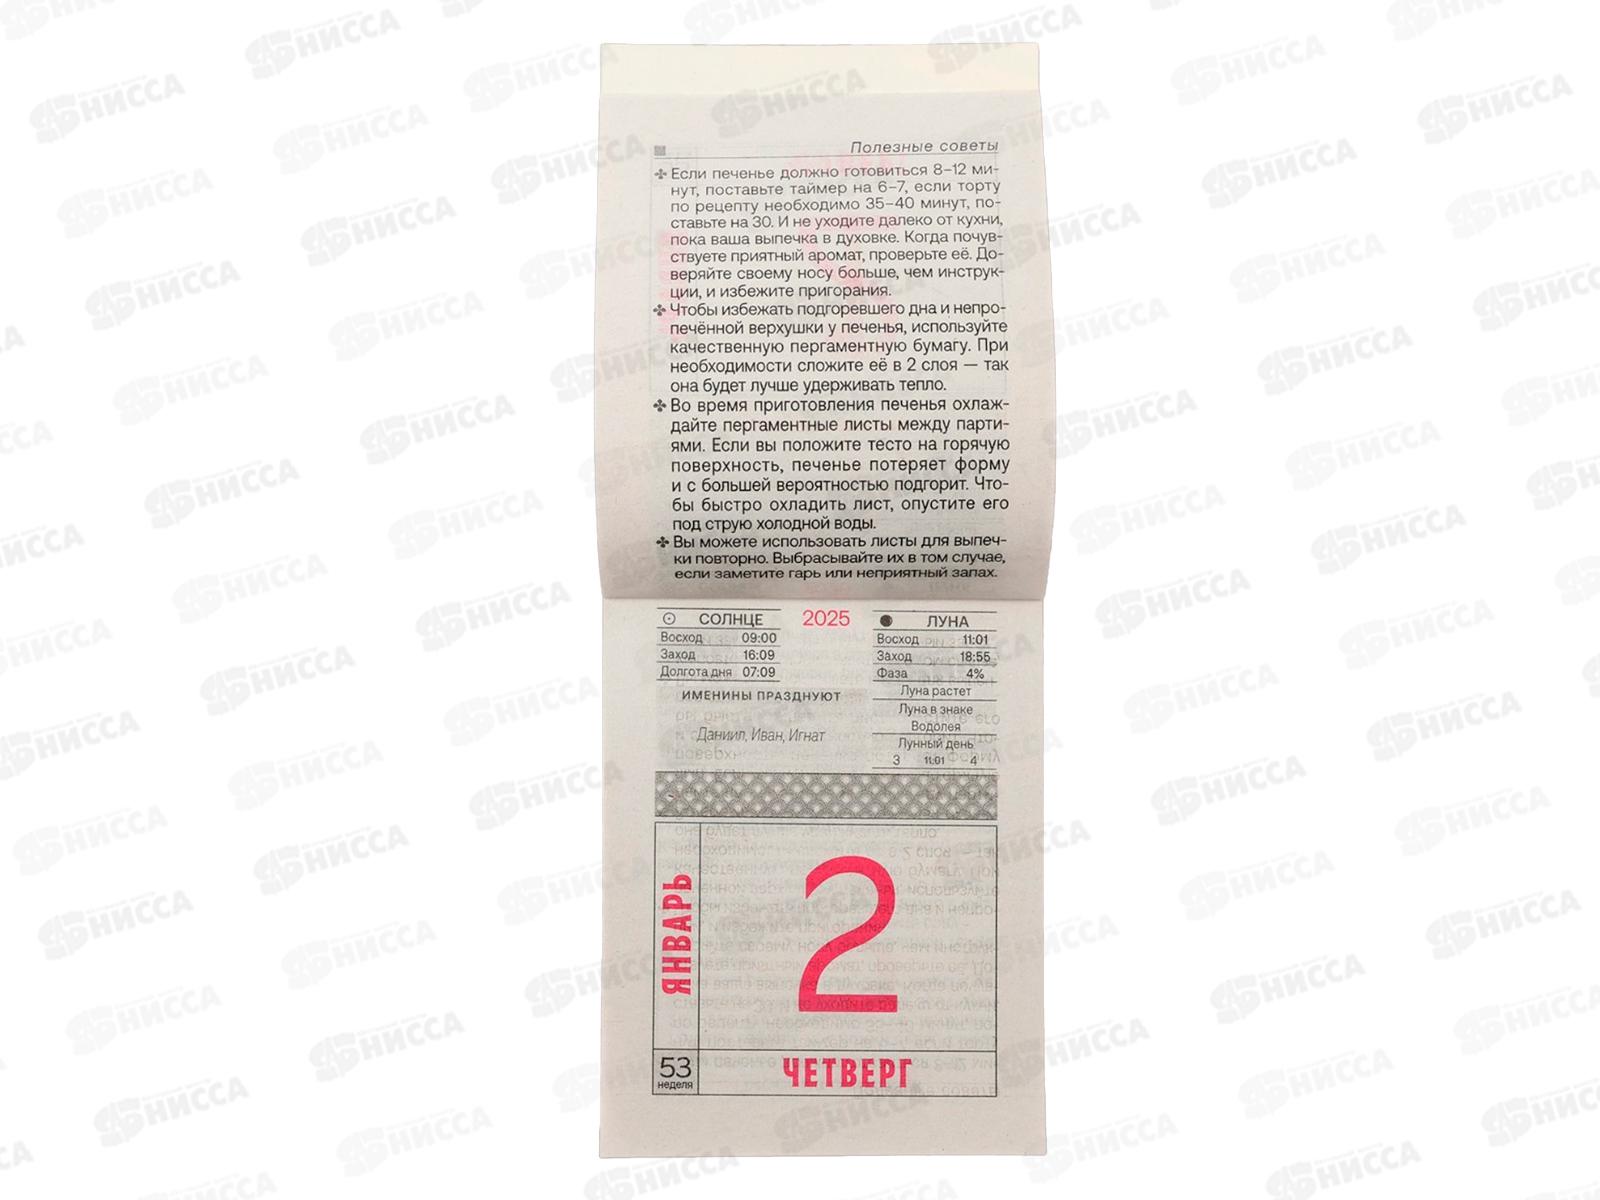 Полезные советы
Если печенье должно готовиться 8–12 ми-
нут, поставьте таймер на 6–7, если торту
по рецепту необходимо 35–40 минут, по-
ставьте на 30. И не уходите далеко от кухни,
пока ваша выпечка в духовке. Когда почув-
ствуете приятный аромат, проверьте её. До-
веряйте своему носу больше, чем инструк-
ции, и избежите пригорания.
Чтобы избежать подгоревшего дна и непро-
печённой верхушки у печенья, используйте
качественную пергаментную бумагу. При
необходимости сложите её в 2 слоя — так
она будет лучше удерживать тепло.
Во время приготовления печенья охлаж-
дайте пергаментные листы между парти-
ями. Если вы положите тесто на горячую
поверхность, печенье потеряет форму
и с большей вероятностью подгорит. Что-
бы быстро охладить лист, опустите его
под струю холодной воды.
Вы можете использовать листы для выпеч-
ки повторно. Выбрасывайте их в том случае,
если заметите гарь или неприятный запах.
СОЛНЦЕ
Восход 09:00
Заход 16:09
Долгота дня 07:09
2025
ЛУНА
Восход 11:01
Заход 18:55
Фаза 4%
Луна растет
Луна в знаке
Водолея
Лунный день
3 11:01 4
ИМЕНИНЫ ПРАЗДНУЮТ
Даниил, Иван, Игнат
ЯНВАРЬ
2
53
неделя
ЧЕТВЕРГ
НИССА